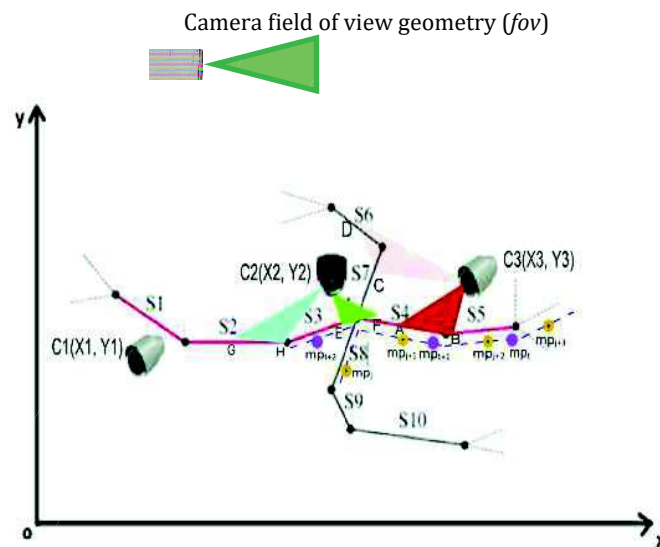 Camera field of view geometry (fov)
y
S6
D
C2(X2, Y2)
S7
C3(X3, Y3)
C
S1
S2
S3
S4
S5
C1(X1, Y1)
G
H
E
F
A
B
S8
S9
S10
o
x